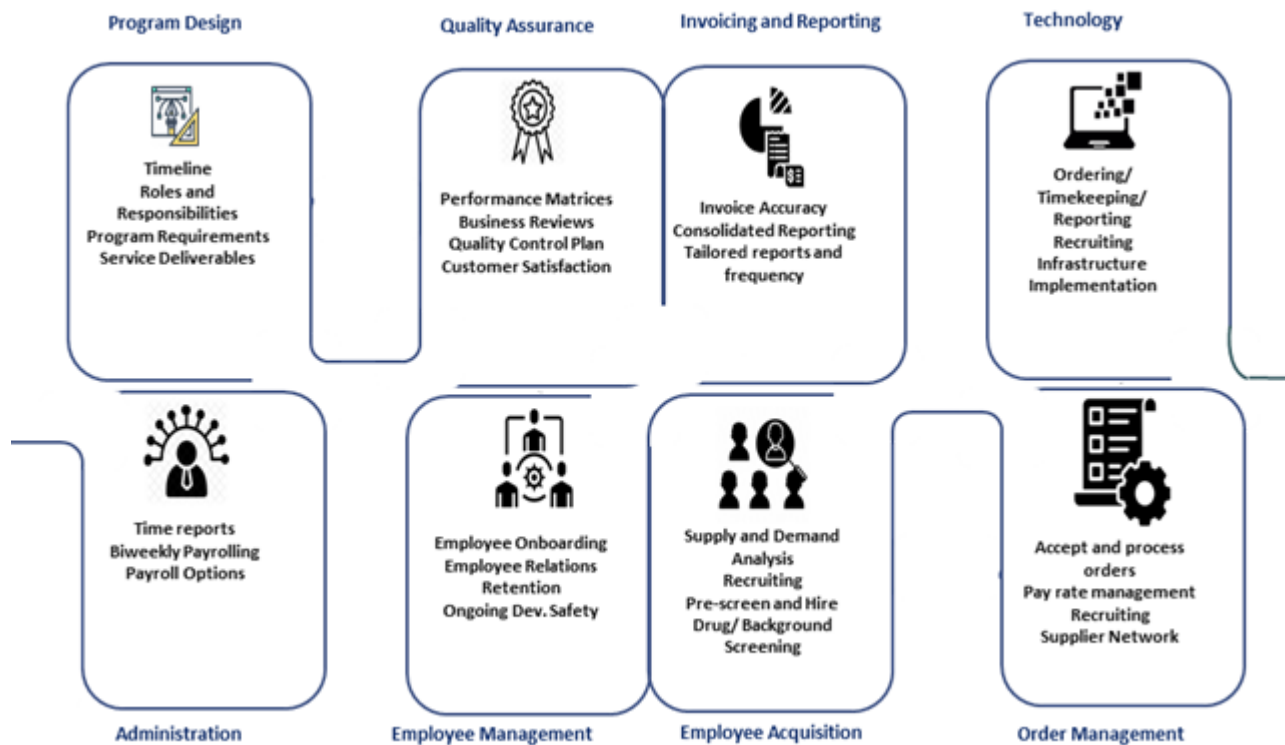 Program Design
Quality Assurance
Invoicing and Reporting
Technology
Timeline
Roles and
Responsibilities
Program Requirements
Service Deliverables
Performance Matrices
Business Reviews
Quality Control Plan
Customer Satisfaction
Invoice Accuracy
Consolidated Reporting
Tailored reports and
frequency
Ordering/
Timekeeping/
Reporting
Recruiting
Infrastructure
Implementation
Time reports
Biweekly Payrolling
Payroll Options
Employee Onboarding
Employee Relations
Retention
Ongoing Dev. Safety
Supply and Demand
Analysis
Recruiting
Pre-screen and Hire
Drug/ Background
Screening
Accept and process
orders
Pay rate management
Recruiting
Supplier Network
Administration
Employee Management
Employee Acquisition
Order Management